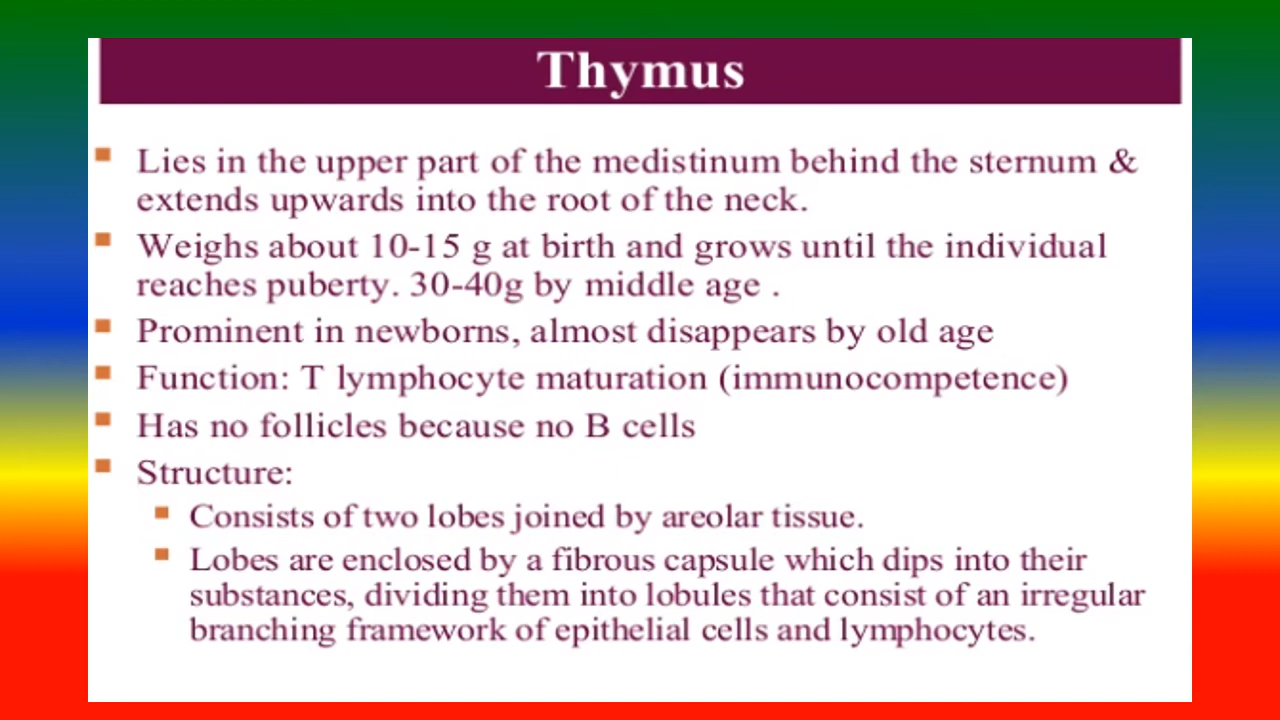 Thymus
Lies in the upper part of the medistinum behind the sternum &
extends upwards into the root of the neck.
Weighs about 10-15 g at birth and grows until the individual
reaches puberty. 30-40g by middle age .
Prominent in newborns, almost disappears by old age
Function: T lymphocyte maturation (immunocompetence)
Has no follicles because no B cells
Structure:
Consists of two lobes joined by areolar tissue.
Lobes are enclosed by a fibrous capsule which dips into their
substances, dividing them into lobules that consist of an irregular
branching framework of epithelial cells and lymphocytes.